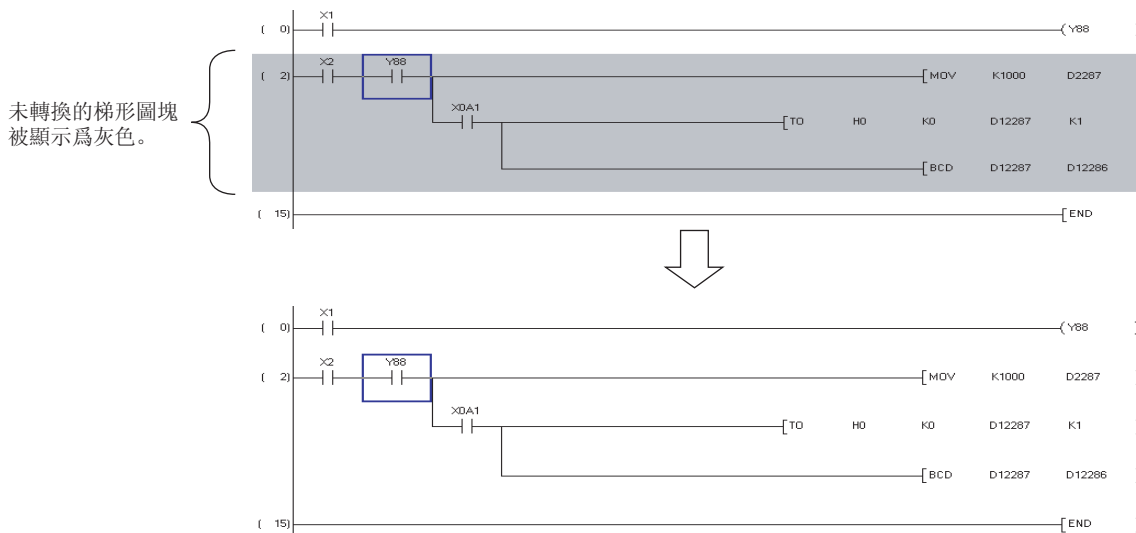 X1
( 0) ( Y88
X2 Y88
( 2) [ MOV K1000 D2287
X0A1
[ TO H0 K0 D12287 K1
[ BCD D12287 D12286
( 15) [ END
未轉換的梯形圖塊
被顯示爲灰色。
X1
( 0) ( Y88 )
X2 Y88
( 2) [ MOV K1000 D2287
X0A1
[ TO H0 K0 D12287 K1
[ BCD D12287 D12286
( 15) [ END